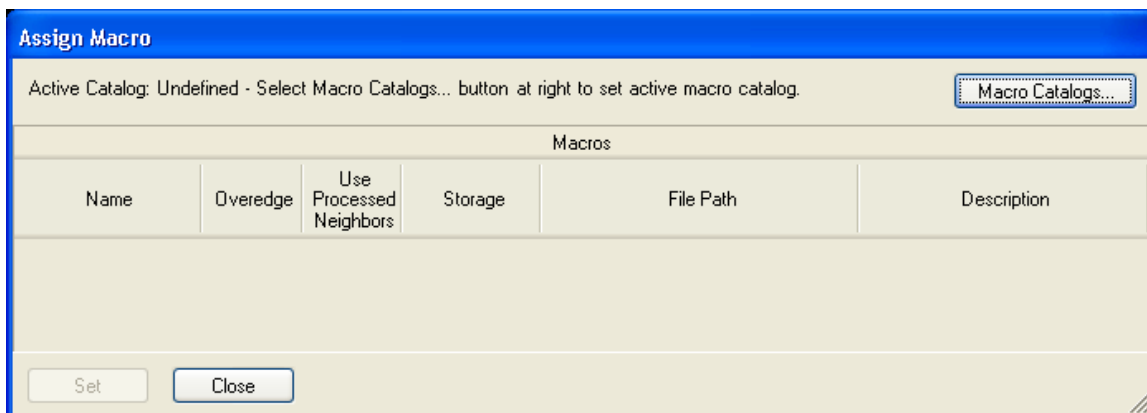 Assign Macro
Active Catalog: Undefined - Select Macro Catalogs... button at right to set active macro catalog.
Macro Catalogs...
Macros
Name
Overedge
Use
Processed
Neighbors
Storage
File Path
Description
Set
Close